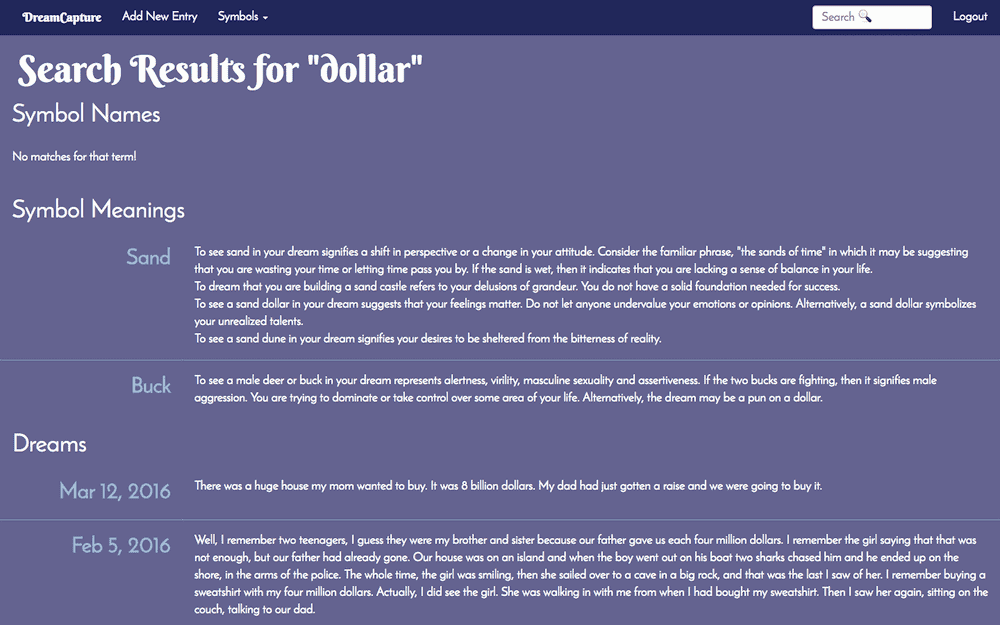 DreamCapture Add New Entry Symbols Search Logout
Search Results for "dollar"
Symbol Names
No matches for that term!
Symbol Meanings
Sand
To see sand in your dream signifies a shift in perspective or a change in your attitude. Consider the familiar phrase, "the sands of time" in which it may be suggesting
that you are wasting your time or letting time pass you by. If the sand is wet, then it indicates that you are lacking a sense of balance in your life.
To dream that you are building a sand castle refers to your delusions of grandeur. You do not have a solid foundation needed for success.
To see a sand dollar in your dream suggests that your feelings matter. Do not let anyone undervalue your emotions or opinions. Alternatively, a sand dollar symbolizes
your unrealized talents.
To see a sand dune in your dream signifies your desires to be sheltered from the bitterness of reality.
Buck
To see a male deer or buck in your dream represents alertness, virility, masculine sexuality and assertiveness. If the two bucks are fighting, then it signifies male
aggression. You are trying to dominate or take control over some area of your life. Alternatively, the dream may be a pun on a dollar.
Dreams
Mar 12, 2016
There was a huge house my mom wanted to buy. It was 8 billion dollars. My dad had just gotten a raise and we were going to buy it.
Feb 5, 2016
Well, I remember two teenagers, I guess they were my brother and sister because our father gave us each four million dollars. I remember the girl saying that that was
not enough, but our father had already gone. Our house was on an island and when the boy went out on his boat two sharks chased him and he ended up on the
shore, in the arms of the police. The whole time, the girl was smiling, then she sailed over to a cave in a big rock, and that was the last I saw of her. I remember buying a
sweatshirt with my four million dollars. Actually, I did see the girl. She was walking in with me from when I had bought my sweatshirt. Then I saw her again, sitting on the
couch, talking to our dad.